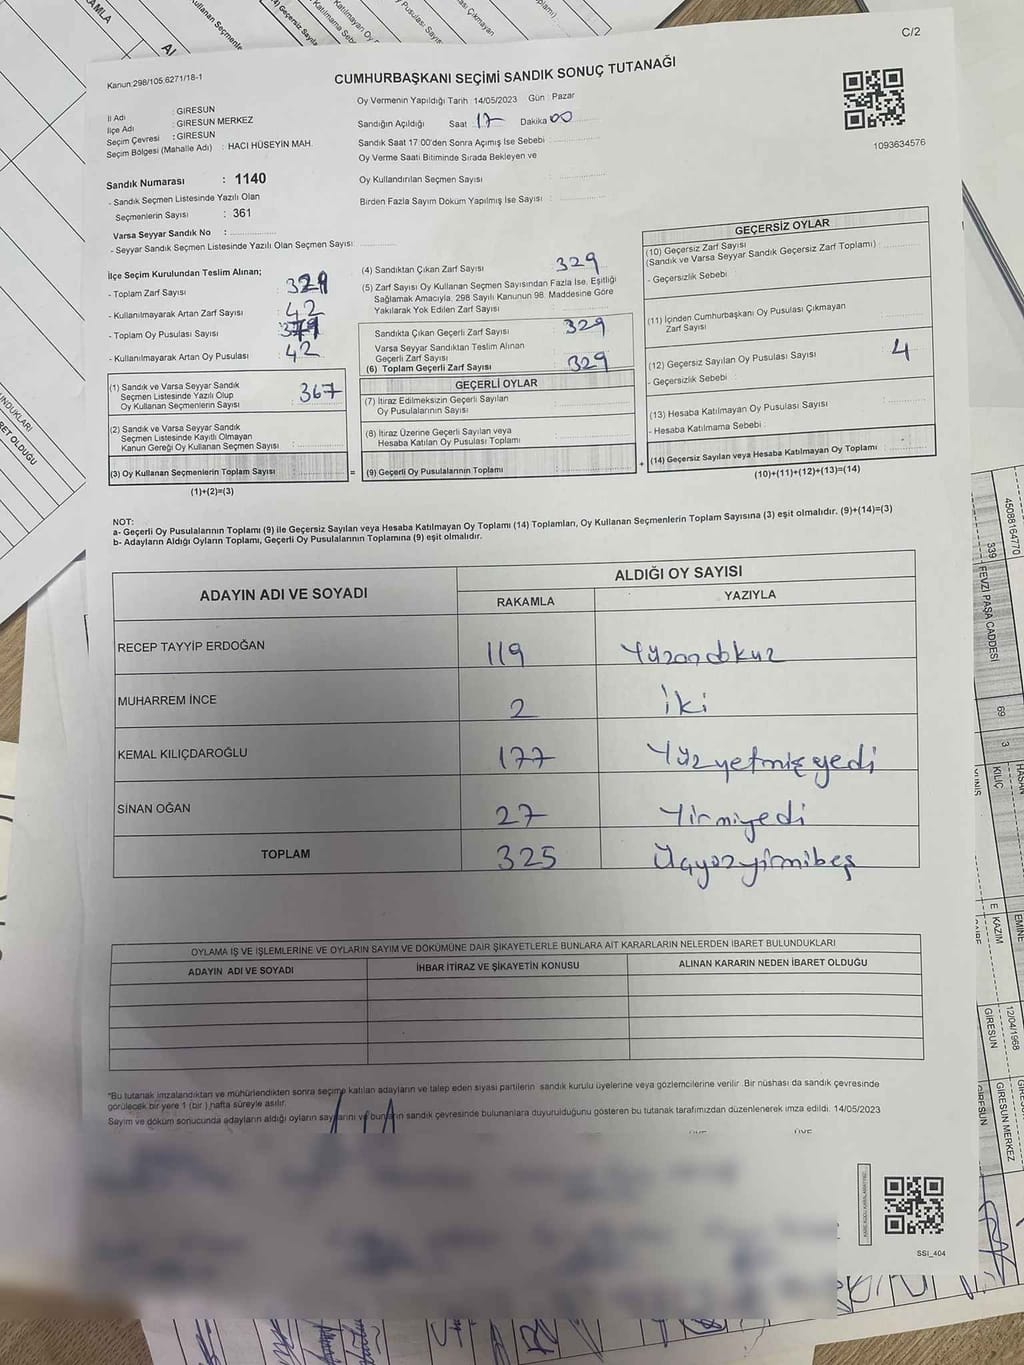 C/2
Kanun:298/105.6271/18-1
CUMHURBAŞKANI SEÇİMİ SANDIK SONUÇ TUTANAĞI
İl Adı : GİRESUN
İlçe Adı : GİRESUN MERKEZ
Seçim Çevresi : GİRESUN
Seçim Bölgesi (Mahalle Adı) : HACI HÜSEYİN MAH.
Oy Vermenin Yapıldığı Tarih :14/05/2023 Gün : Pazar
Sandığın Açıldığı Saat 17 Dakika 00
Sandık Saat 17.00'den Sonra Açımış İse Sebebi :
Oy Verme Saati Bitiminde Sırada Bekleyen ve
Oy Kullandırılan Seçmen Sayısı :
Birden Fazla Sayım Döküm Yapılmış İse Sayısı :
1093634576
Sandık Numarası : 1140
- Sandık Seçmen Listesinde Yazılı Olan
Seçmenlerin Sayısı : 361
Varsa Seyyar Sandık No :
- Seyyar Sandık Seçmen Listesinde Yazılı Olan Seçmen Sayısı:
İlçe Seçim Kurulundan Teslim Alınan;
- Toplam Zarf Sayısı : 329
- Kullanılmayarak Artan Zarf Sayısı : 42
- Toplam Oy Pusulası Sayısı :
- Kullanılmayarak Artan Oy Pusulası : 42
(1) Sandık ve Varsa Seyyar Sandık
Seçmen Listesinde Yazılı Olup
Oy Kullanan Seçmenlerin Sayısı : 367
(2) Sandık ve Varsa Seyyar Sandık
Seçmen Listesinde Kayıtlı Olmayan
Kanun Gereği Oy Kullanan Seçmen Sayısı :
(3) Oy Kullanan Seçmenlerin Toplam Sayısı :
(1)+(2)=(3)
=
(4) Sandıktan Çıkan Zarf Sayısı : 329
(5) Zarf Sayısı Oy Kullanan Seçmen Sayısından Fazla İse, Eşitliği
Sağlamak Amacıyla, 298 Sayılı Kanunun 98. Maddesine Göre
Yakılarak Yok Edilen Zarf Sayısı :
Sandıkta Çıkan Geçerli Zarf Sayısı : 329
Varsa Seyyar Sandıktan Teslim Alınan
Geçerli Zarf Sayısı :
(6) Toplam Geçerli Zarf Sayısı : 329
GEÇERLİ OYLAR
(7) İtiraz Edilmeksizin Geçerli Sayılan
Oy Pusulalarının Sayısı :
(8) İtiraz Üzerine Geçerli Sayılan veya
Hesaba Katılan Oy Pusulası Toplamı :
(9) Geçerli Oy Pusulalarının Toplamı :
+
GEÇERSİZ OYLAR
(10) Geçersiz Zarf Sayısı
(Sandık ve Varsa Seyyar Sandık Geçersiz Zarf Toplamı) :
- Geçersizlik Sebebi :
(11) İçinden Cumhurbaşkanı Oy Pusulası Çıkmayan
Zarf Sayısı :
(12) Geçersiz Sayılan Oy Pusulası Sayısı : 4
- Geçersizlik Sebebi :
(13) Hesaba Katılmayan Oy Pusulası Sayısı :
- Hesaba Katılmama Sebebi :
(14) Geçersiz Sayılan veya Hesaba Katılmayan Oy Toplamı :
(10)+(11)+(12)+(13)=(14)
NOT:
a- Geçerli Oy Pusulalarının Toplamı (9) ile Geçersiz Sayılan veya Hesaba Katılmayan Oy Toplamı (14) Toplamları, Oy Kullanan Seçmenlerin Toplam Sayısına (3) eşit olmalıdır. (9)+(14)=(3)
b- Adayların Aldığı Oyların Toplamı, Geçerli Oy Pusulalarının Toplamına (9) eşit olmalıdır.
ADAYIN ADI VE SOYADI
ALDIĞI OY SAYISI
RAKAMLA YAZIYLA
RECEP TAYYİP ERDOĞAN 119 Yüzondokuz
MUHARREM İNCE 2 İki
KEMAL KILIÇDAROĞLU 177 Yüzyetmişyedi
SİNAN OĞAN 27 Yirmiyedi
TOPLAM 325 Üçyüzyirmibeş
OYLAMA İŞ VE İŞLEMLERİNE VE OYLARIN SAYIM VE DÖKÜMÜNE DAİR ŞİKAYETLERLE BUNLARA AİT KARARLARIN NELERDEN İBARET BULUNDUKLARI
ADAYIN ADI VE SOYADI İHBAR İTİRAZ VE ŞİKAYETİN KONUSU ALINAN KARARIN NEDEN İBARET OLDUĞU
*Bu tutanak imzalandıktan ve mühürlendikten sonra seçime katılan adayların ve talep eden siyasi partilerin sandık kurulu üyelerine veya gözlemcilerine verilir. Bir nüshası da sandık çevresinde
görülecek bir yere 1 (bir ) hafta süreyle asılır.
Sayım ve döküm sonucunda adayların aldığı oyların sayılarını ve bunların sandık çevresinde bulunanlara duyurulduğunu gösteren bu tutanak tarafımızdan düzenlenerek imza edildi. 14/05/2023
SSI_404
45088164770
339
FEVZİ PAŞA CADDESİ
69
3
KILIÇ
E KAZIM
EMİNE
12/04/1968
GİRESUN
GİRESUN MERKEZ
GİRESUN